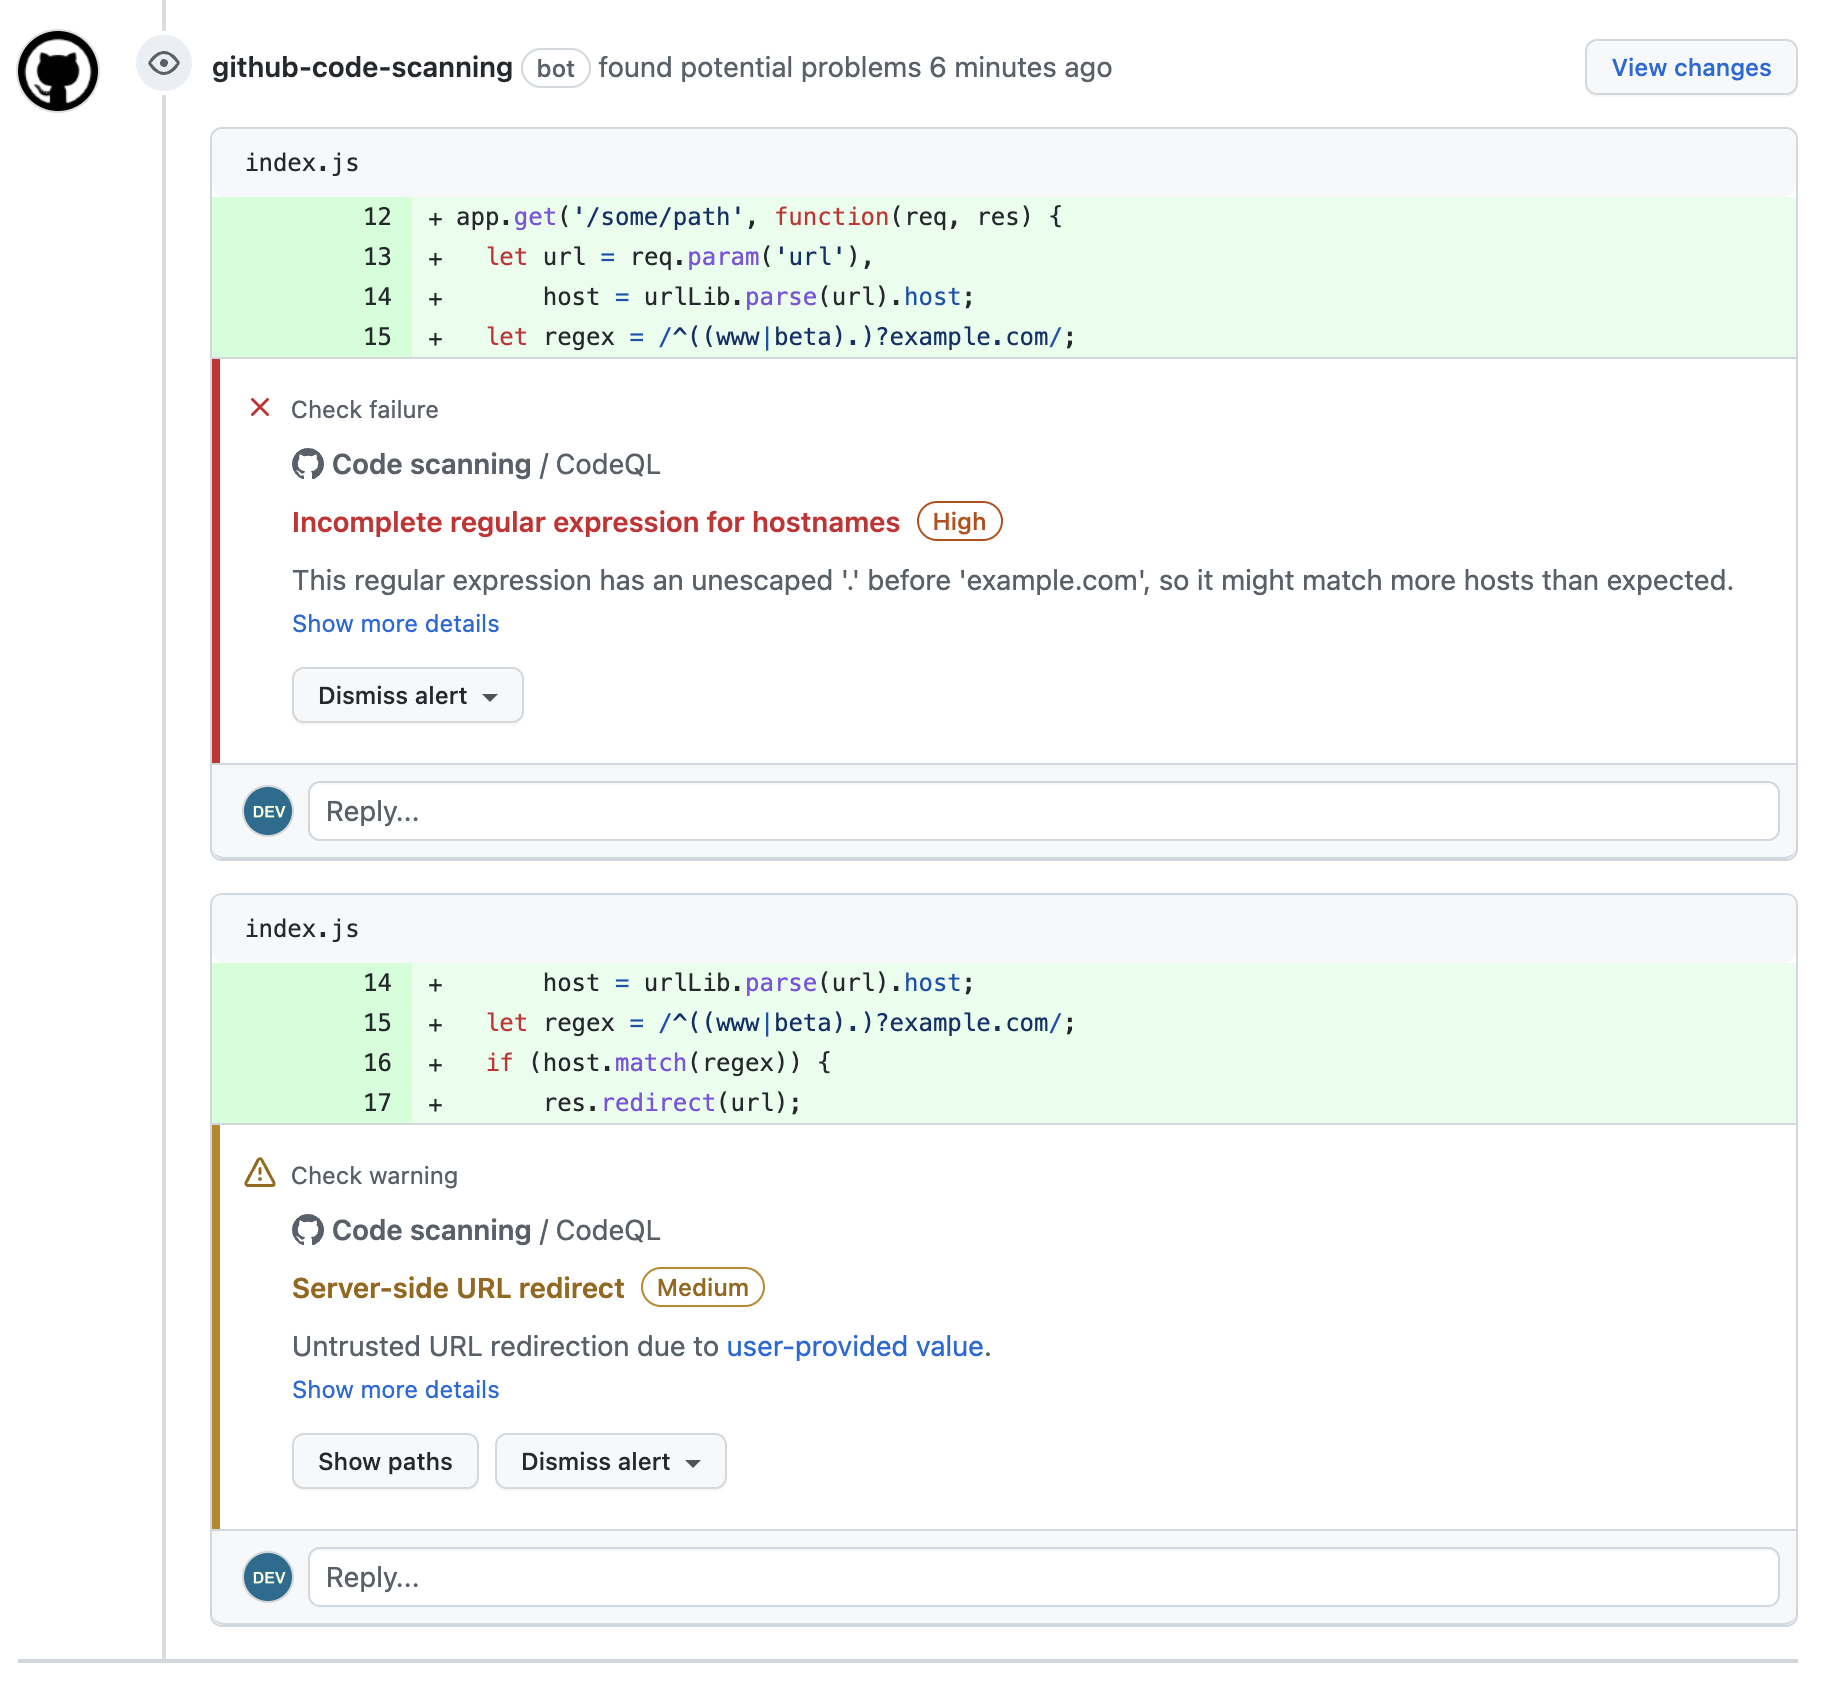 github-code-scanning bot found potential problems 6 minutes ago View changes
index.js
12 + app.get('/some/path', function(req, res) {
13 + let url = req.param('url'),
14 + host = urlLib.parse(url).host;
15 + let regex = /^((www|beta).)?example.com/;
Check failure
Code scanning / CodeQL
Incomplete regular expression for hostnames High
This regular expression has an unescaped '.' before 'example.com', so it might match more hosts than expected.
Show more details
Dismiss alert
DEV Reply...
index.js
14 + host = urlLib.parse(url).host;
15 + let regex = /^((www|beta).)?example.com/;
16 + if (host.match(regex)) {
17 + res.redirect(url);
Check warning
Code scanning / CodeQL
Server-side URL redirect Medium
Untrusted URL redirection due to user-provided value.
Show more details
Show paths Dismiss alert
DEV Reply...